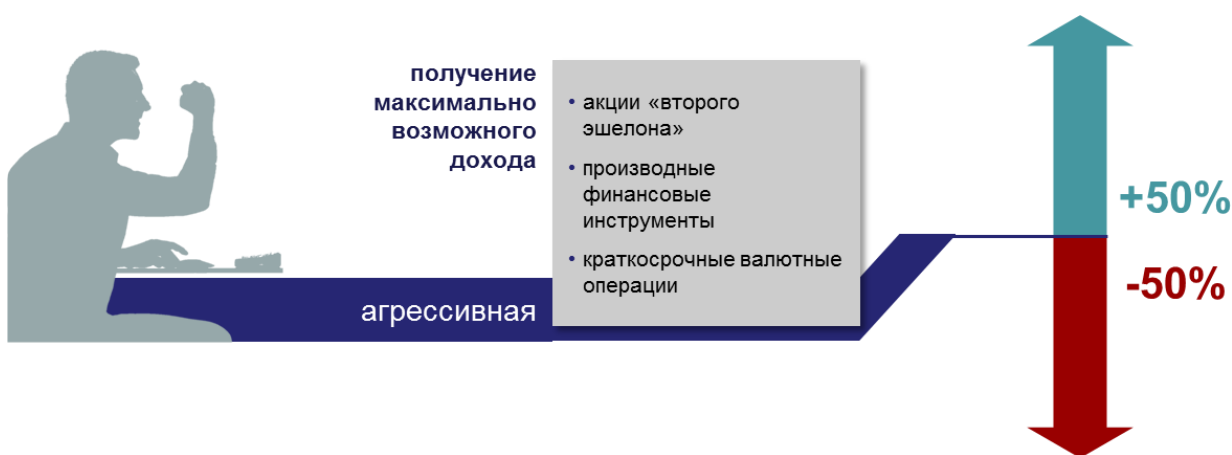 получение
максимально
возможного
дохода
• акции «второго
эшелона»
• производные
финансовые
инструменты
• краткосрочные валютные
операции
агрессивная
+50%
-50%